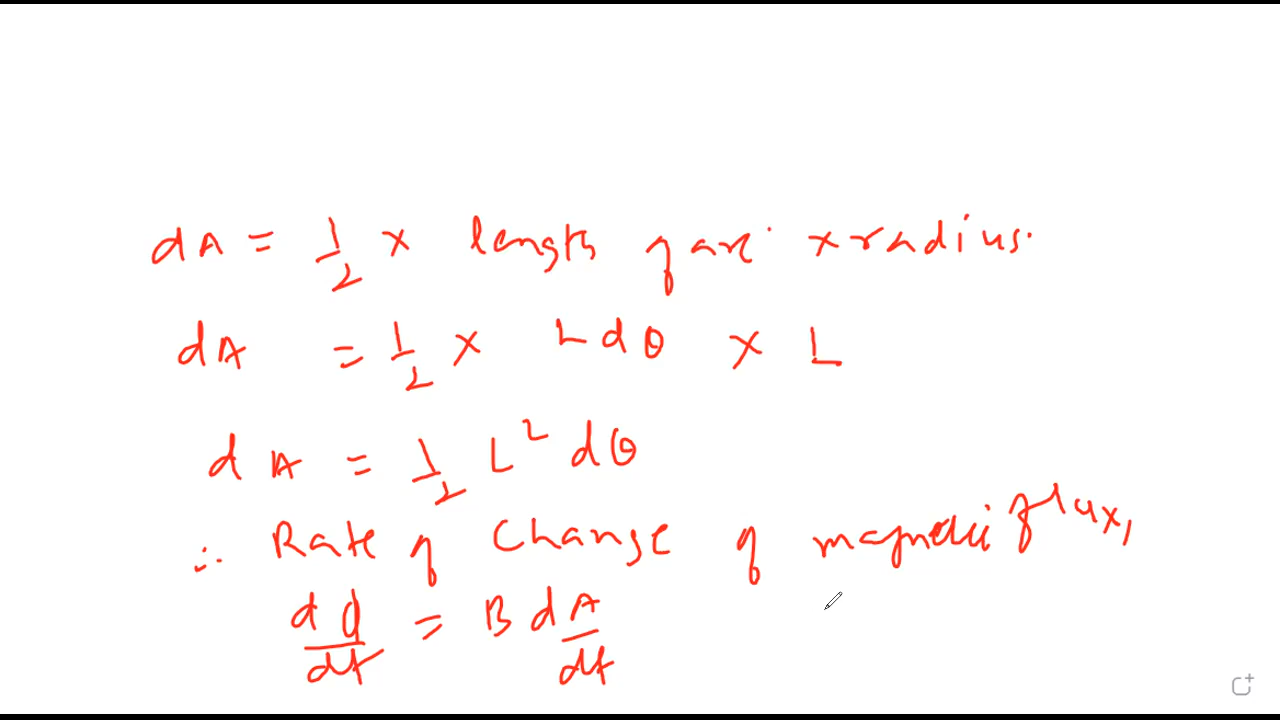 dA = 1/2 × length of arc × radius.
dA = 1/2 × L dθ × L
dA = 1/2 L² dθ
∴ Rate of Change of magnetic flux,
dϕ/dt = B dA/dt